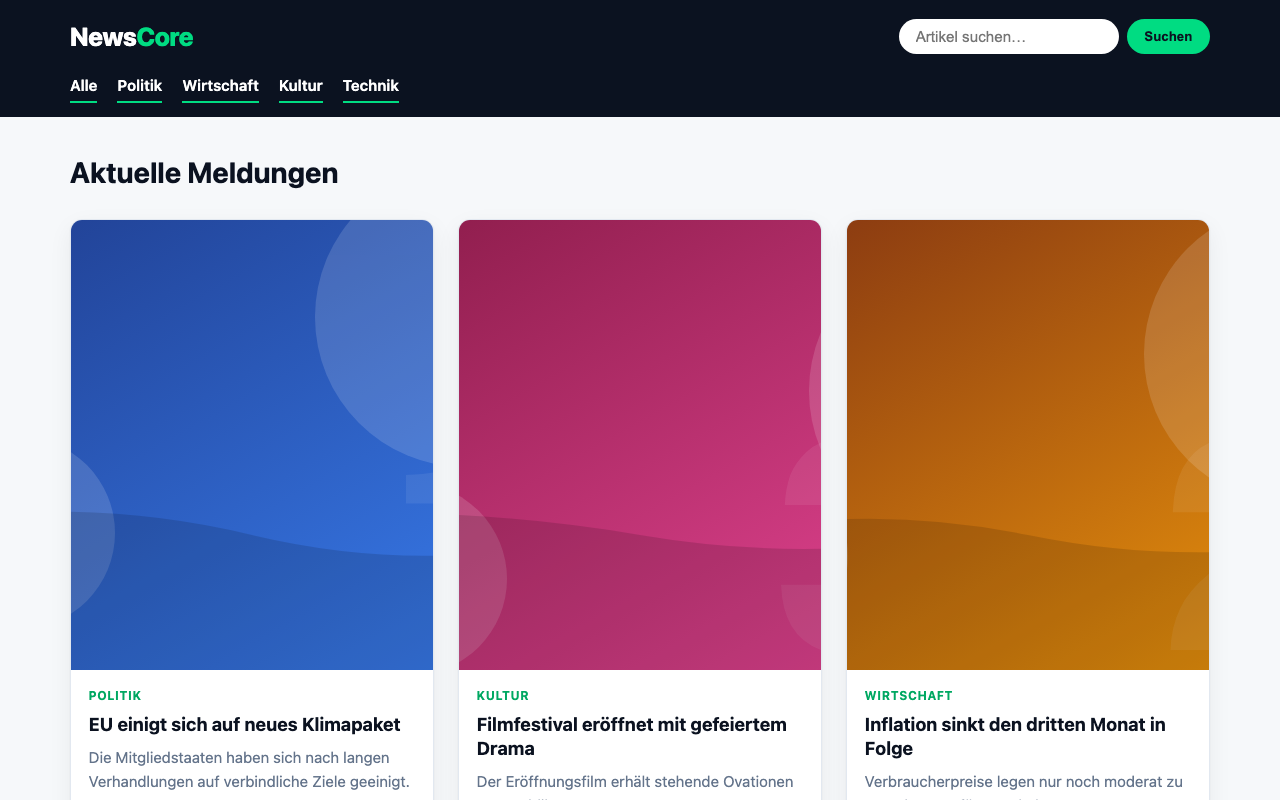 NewsCore
Artikel suchen...
Suchen
Alle
Politik
Wirtschaft
Kultur
Technik
Aktuelle Meldungen
POLITIK
EU einigt sich auf neues Klimapaket
Die Mitgliedstaaten haben sich nach langen
Verhandlungen auf verbindliche Ziele geeinigt.
KULTUR
Filmfestival eröffnet mit gefeiertem
Drama
Der Eröffnungsfilm erhält stehende Ovationen
WIRTSCHAFT
Inflation sinkt den dritten Monat in
Folge
Verbraucherpreise legen nur noch moderat zu